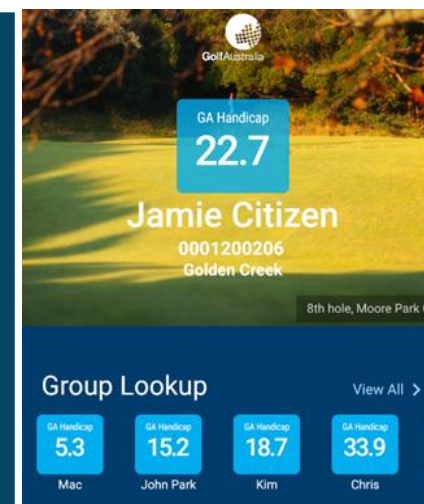 GolfAustralia
GA Handicap
22.7
Jamie Citizen
0001200206
Golden Creek
8th hole, Moore Park
Group Lookup
View All
GA Handicap
5.3
Mac
GA Handicap
15.2
John Park
GA Handicap
18.7
Kim
GA Handicap
33.9
Chris